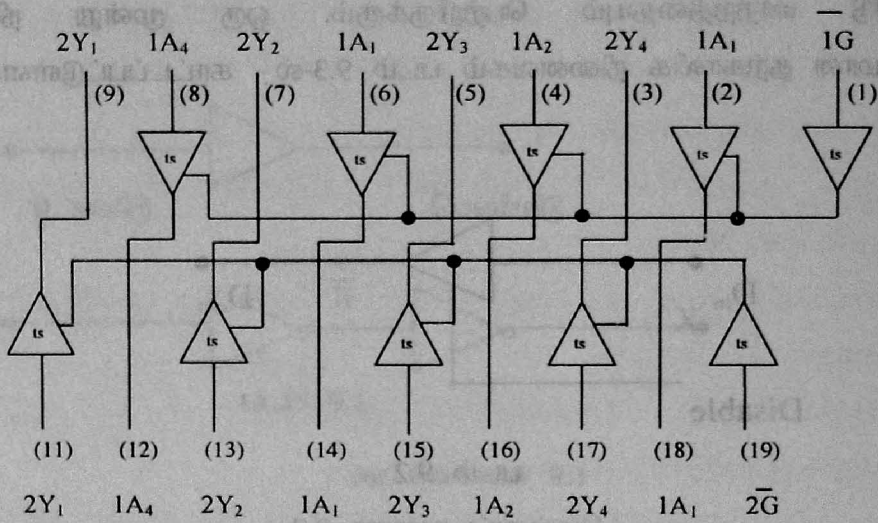 2Y₁ 1A₄ 2Y₂ 1A₁ 2Y₃ 1A₂ 2Y₄ 1A₁ 1G̅
(9) (8) (7) (6) (5) (4) (3) (2) (1)
ts ts ts ts ts
ts ts ts ts ts
(11) (12) (13) (14) (15) (16) (17) (18) (19)
2Y₁ 1A₄ 2Y₂ 1A₁ 2Y₃ 1A₂ 2Y₄ 1A₁ 2G̅